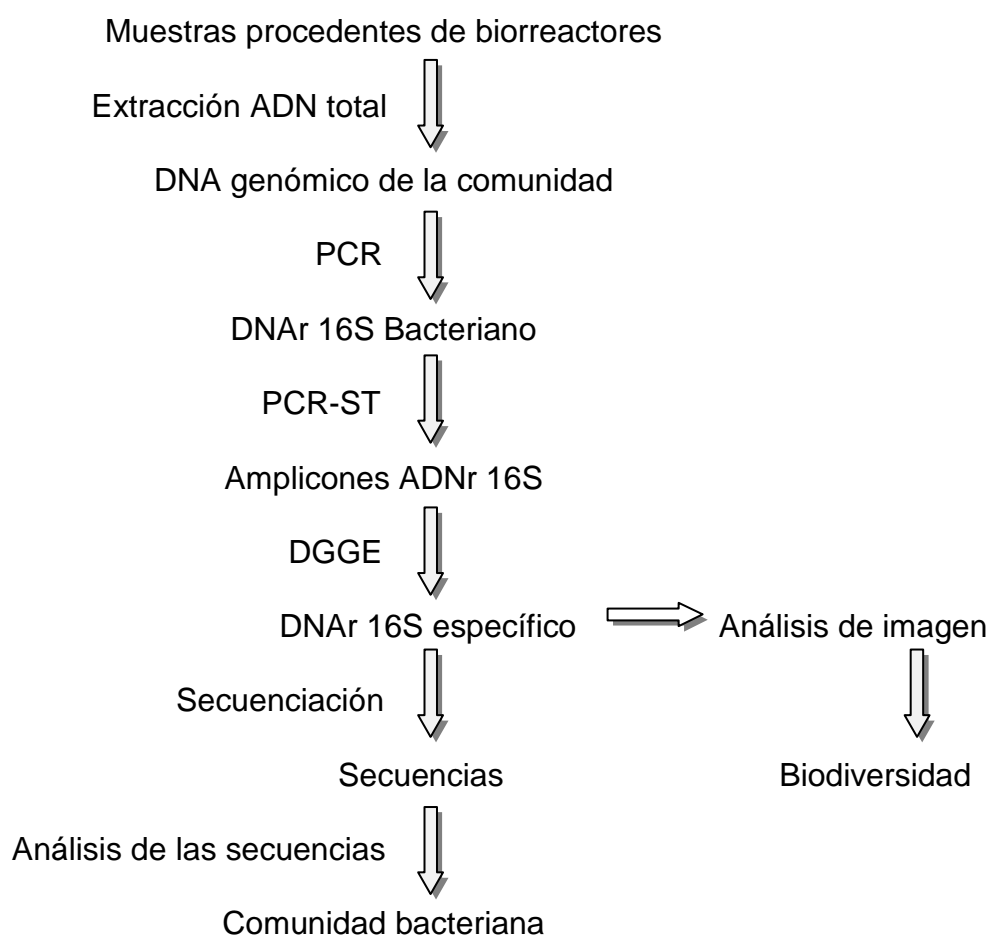 Muestras procedentes de biorreactores
Extracción ADN total
DNA genómico de la comunidad
PCR
DNAr 16S Bacteriano
PCR-ST
Amplicones ADNr 16S
DGGE
DNAr 16S específico
Análisis de imagen
Secuenciación
Secuencias
Biodiversidad
Análisis de las secuencias
Comunidad bacteriana